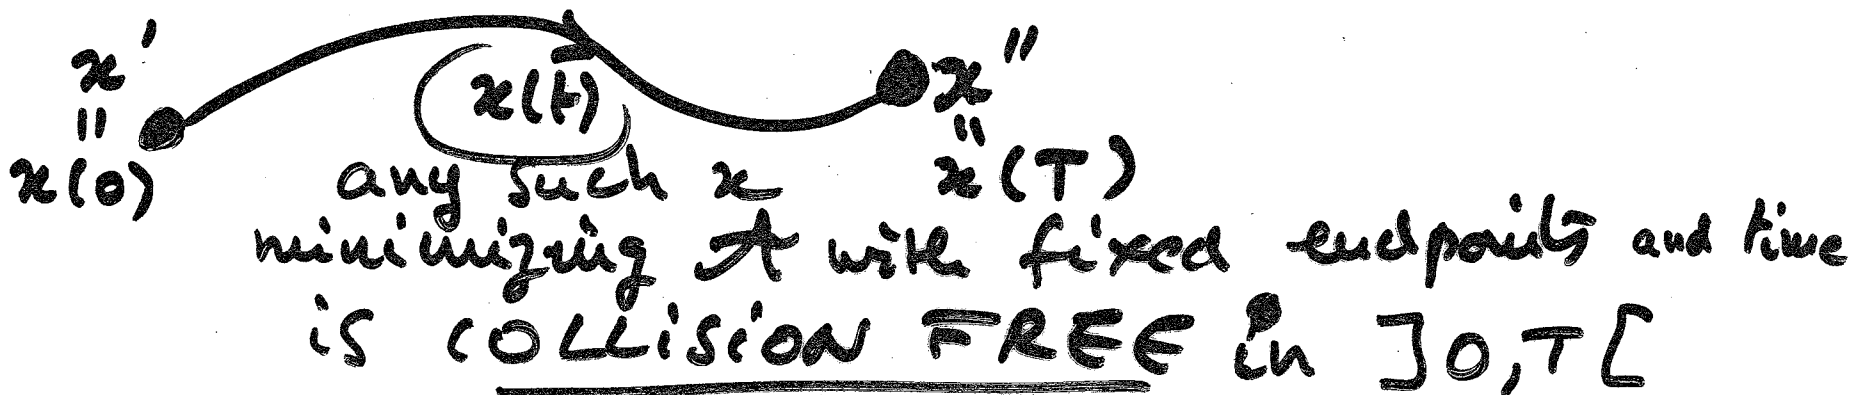 x' x(t) x"
" "
x(0) any such x x(T)
minimizing A with fixed endpoints and time
is COLLISION FREE in ]0,T[